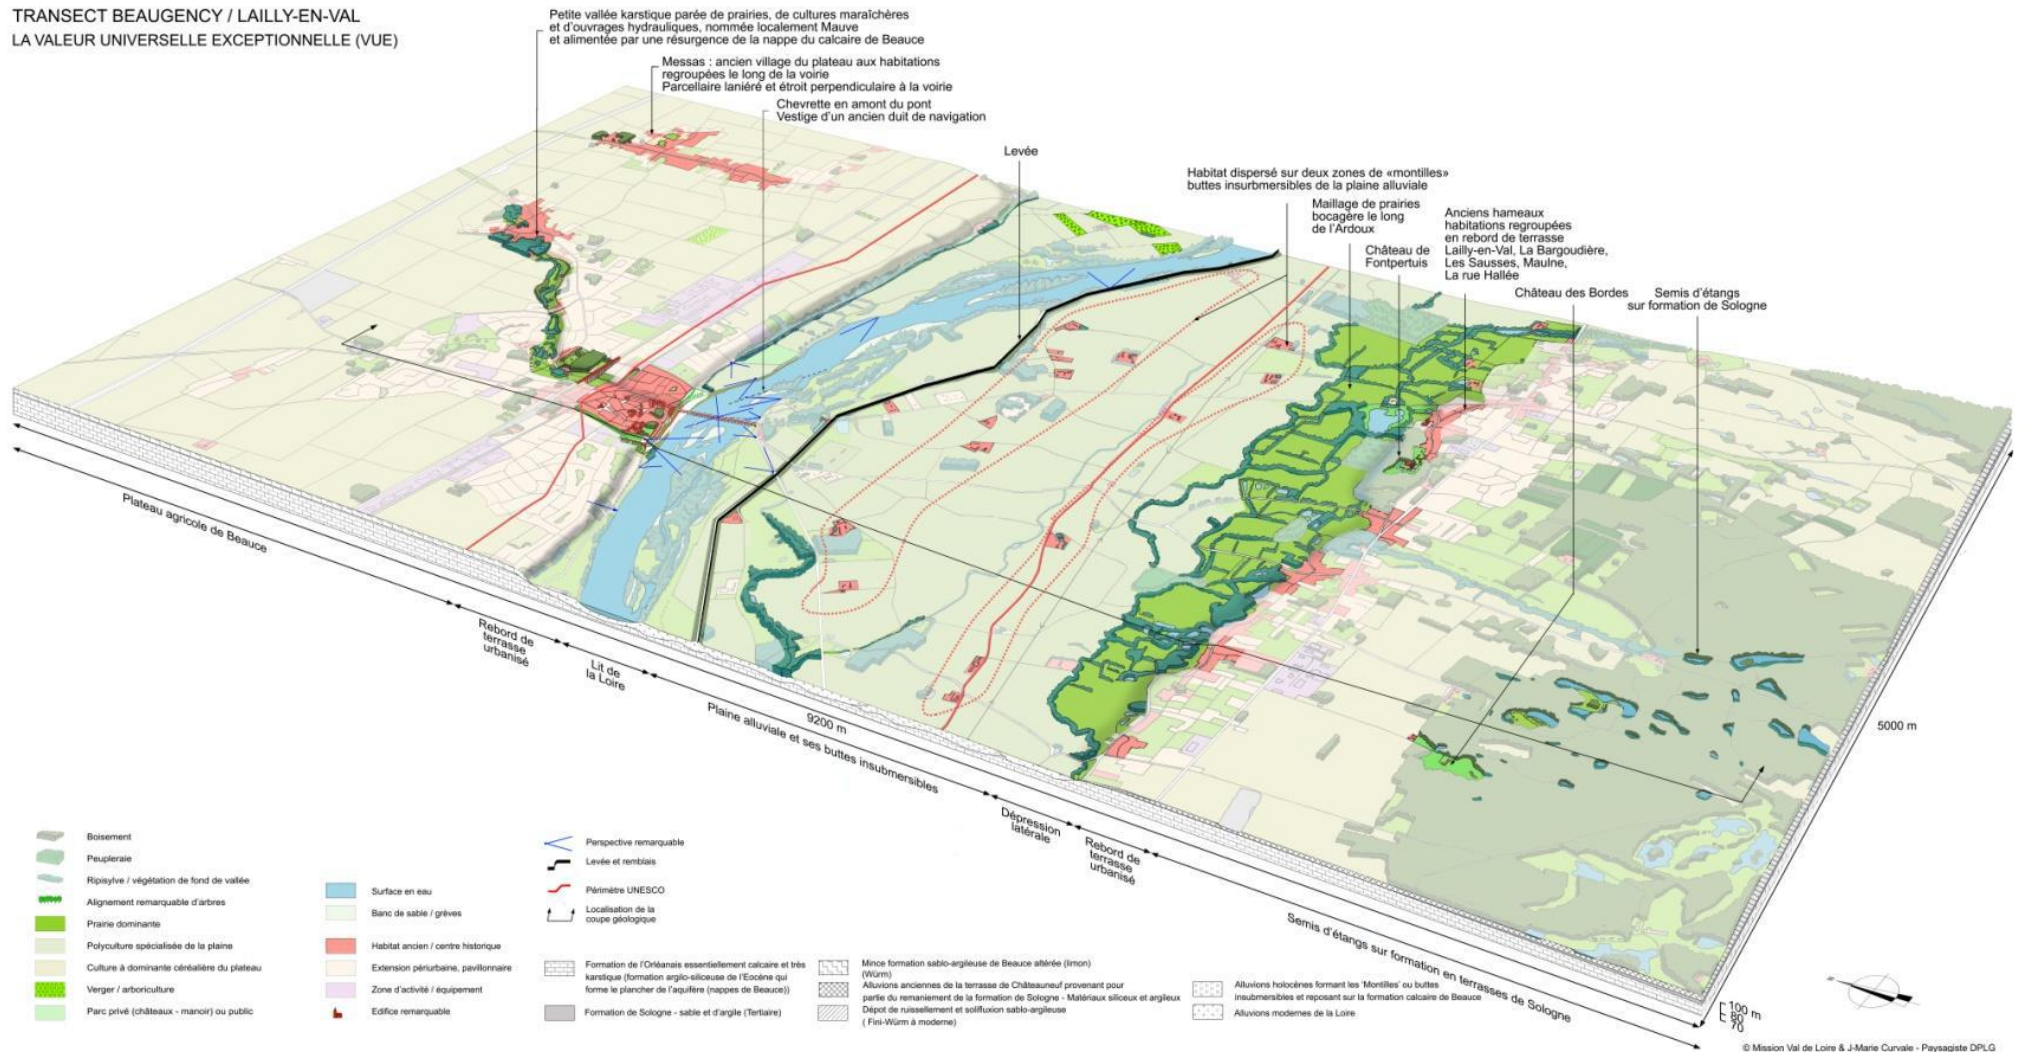 TRANSECT BEAUGENCY / LAILLY-EN-VAL
LA VALEUR UNIVERSELLE EXCEPTIONNELLE (VUE)
Petite vallée karstique parée de prairies, de cultures maraîchères
et d'ouvrages hydrauliques, nommée localement Mauve
et alimentée par une résurgence de la nappe du calcaire de Beauce
Messas : ancien village du plateau aux habitations
regroupées le long de la voirie
Parcellaire laniéré et étroit perpendiculaire à la voirie
Chevrette en amont du pont
Vestige d'un ancien duit de navigation
Levée
Habitat dispersé sur deux zones de «montilles»
buttes insurbmersibles de la plaine alluviale
Maillage de prairies
bocagère le long
de l'Ardoux
Château de
Fontpertuis
Anciens hameaux
habitations regroupées
en rebord de terrasse
Lailly-en-Val, La Bargoudière,
Les Sausses, Maulne,
La rue Hallée
Château des Bordes
Semis d'étangs
sur formation de Sologne
Plateau agricole de Beauce
Rebord de
terrasse
urbanisé
Lit de
la Loire
Plaine alluviale et ses buttes insubmersibles
9200 m
Dépression
latérale
Rebord de
terrasse
urbanisé
Semis d'étangs sur formation en terrasses de Sologne
5000 m
100 m
80
70
Boisement
Peupleraie
Ripisylve / végétation de fond de vallée
Alignement remarquable d'arbres
Prairie dominante
Polyculture spécialisée de la plaine
Culture à dominante céréalière du plateau
Verger / arboriculture
Parc privé (châteaux - manoir) ou public
Surface en eau
Banc de sable / grèves
Habitat ancien / centre historique
Extension périurbaine, pavillonnaire
Zone d'activité / équipement
Edifice remarquable
Perspective remarquable
Levée et remblais
Périmètre UNESCO
Localisation de la
coupe géologique
Formation de l'Orléanais essentiellement calcaire et très
karstique (formation argilo-siliceuse de l'Eocène qui
forme le plancher de l'aquifère (nappes de Beauce))
Formation de Sologne - sable et d'argile (Tertiaire)
Mince formation sablo-argileuse de Beauce altérée (limon)
(Würm)
Alluvions anciennes de la terrasse de Châteauneuf provenant pour
partie du remaniement de la formation de Sologne - Matériaux siliceux et argileux
Dépot de ruissellement et solifluxion sablo-argileuse
( Fini-Würm à moderne)
Alluvions holocènes formant les 'Montilles' ou buttes
insubmersibles et reposant sur la formation calcaire de Beauce
Alluvions modernes de la Loire
© Mission Val de Loire & J-Marie Curvale - Paysagiste DPLG